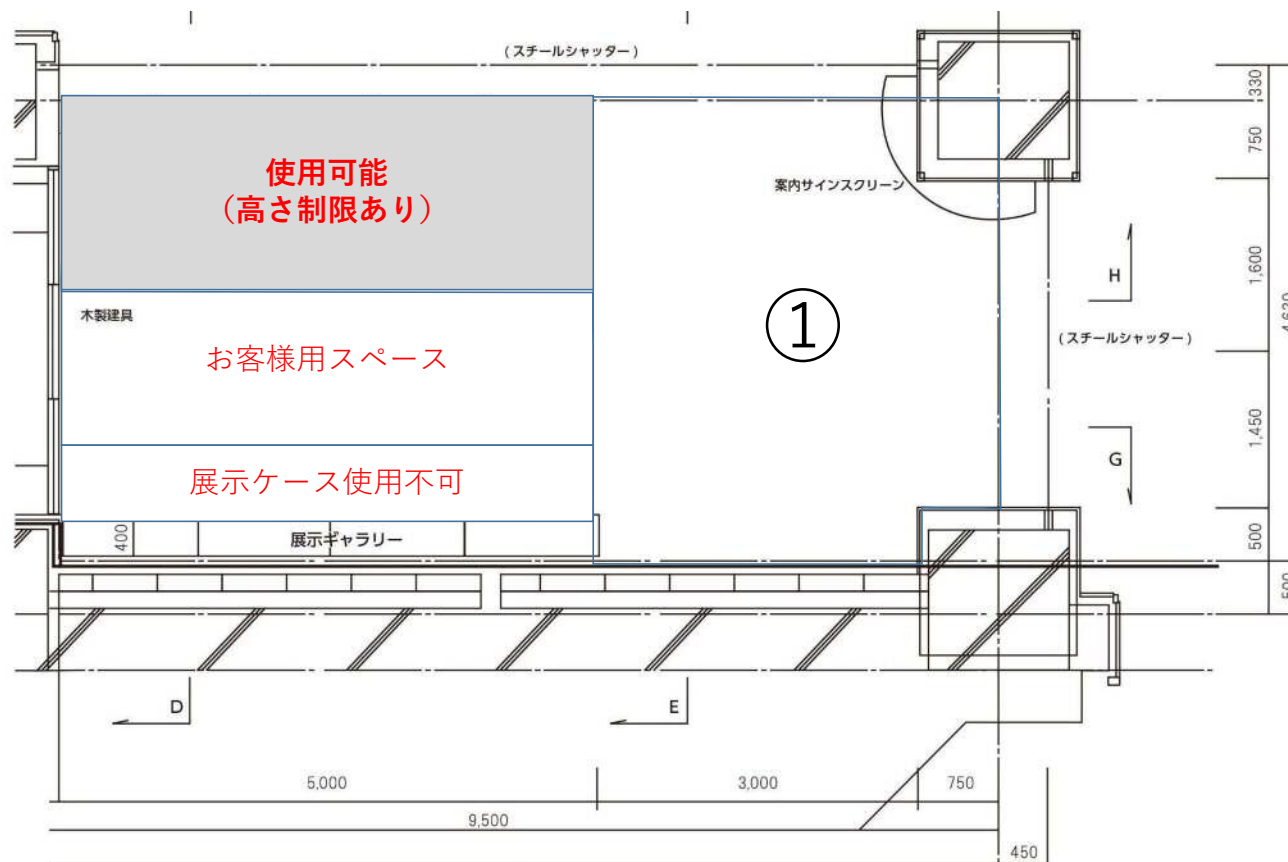 (スチールシャッター)
330
使用可能
(高さ制限あり)
750
案内サインスクリーン
1,600
H
4,630
木製建具
①
(スチールシャッター)
お客様用スペース
1,450
G
展示ケース使用不可
400
展示ギャラリー
500
500
D
E
5,000
3,000
750
9,500
450